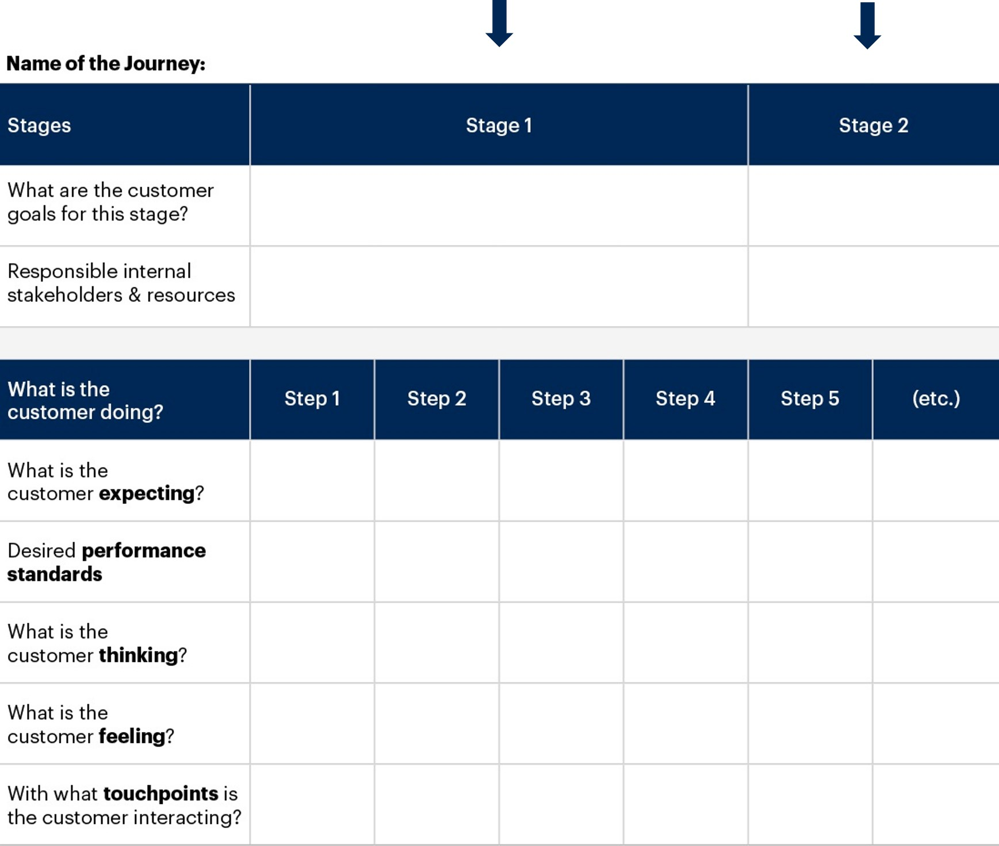 Name of the Journey:
Stages
Stage 1
Stage 2
What are the customer
goals for this stage?
Responsible internal
stakeholders & resources
What is the
customer doing?
Step 1
Step 2
Step 3
Step 4
Step 5
(etc.)
What is the
customer expecting?
Desired performance
standards
What is the
customer thinking?
What is the
customer feeling?
With what touchpoints is
the customer interacting?